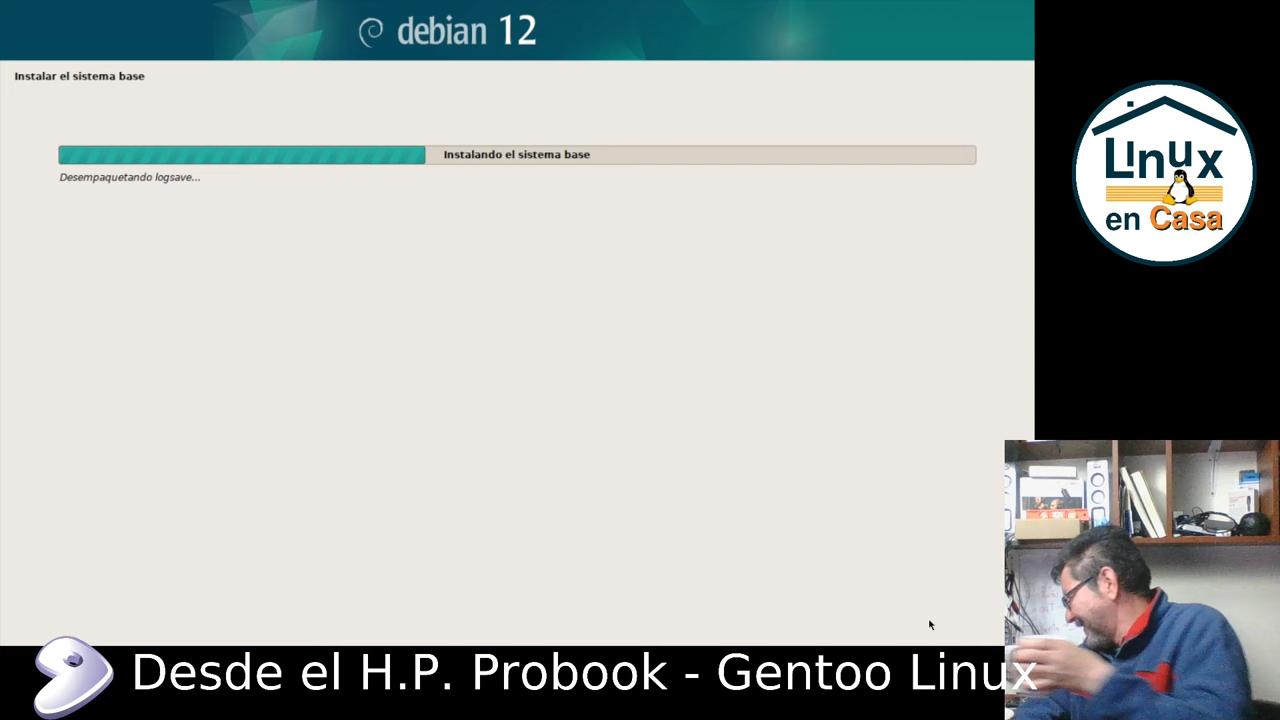 debian 12
Instalar el sistema base
Instalando el sistema base
Desempaquetando logsave...
Linux
en Casa
Desde el H.P. Probook - Gentoo Linux